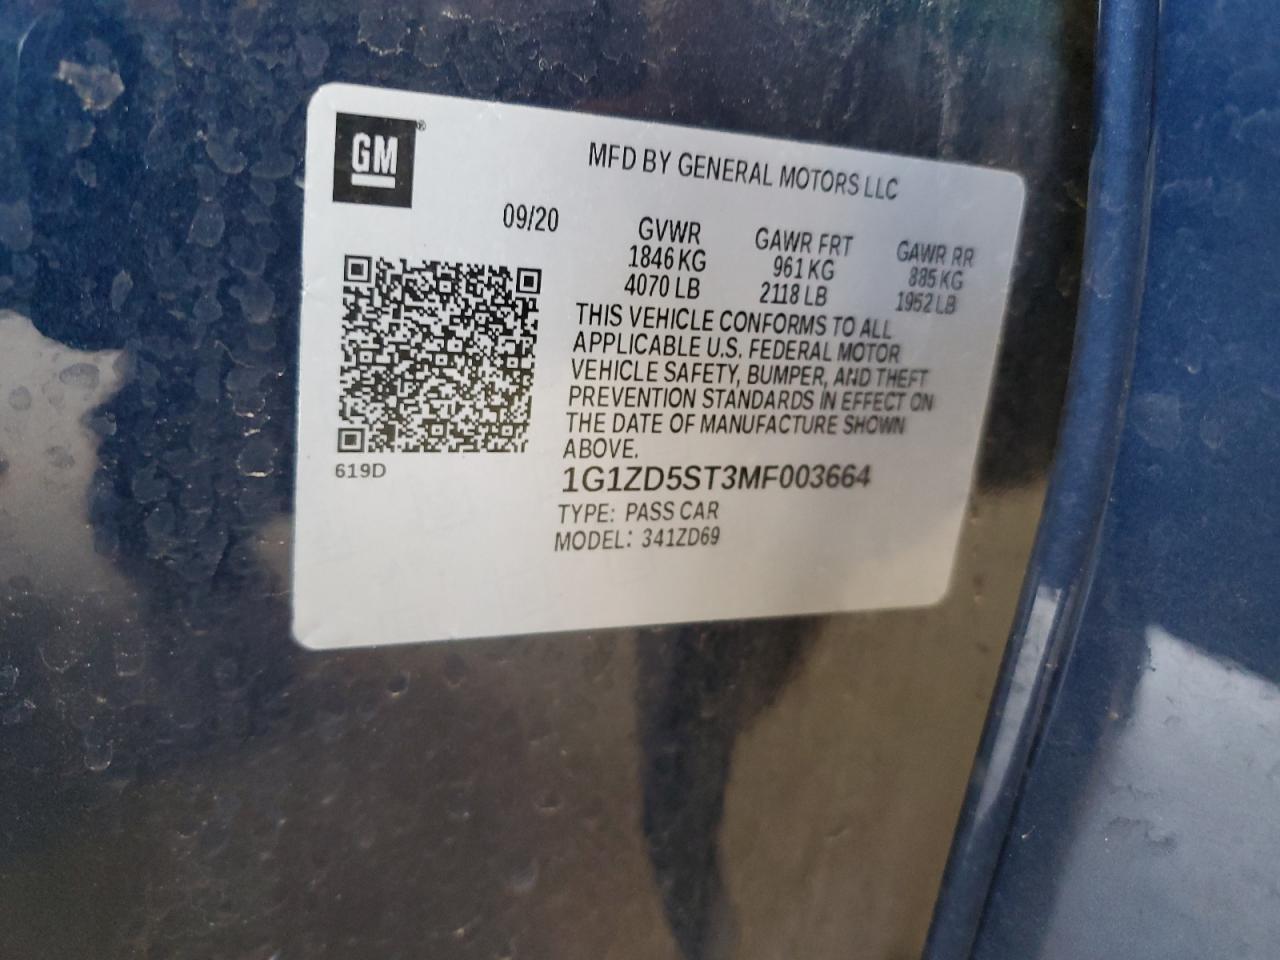 GM®
MFD BY GENERAL MOTORS LLC
09/20
GVWR
1846 KG
4070 LB
GAWR FRT
961 KG
2118 LB
GAWR RR
885 KG
1952 LB
THIS VEHICLE CONFORMS TO ALL
APPLICABLE U.S. FEDERAL MOTOR
VEHICLE SAFETY, BUMPER, AND THEFT
PREVENTION STANDARDS IN EFFECT ON
THE DATE OF MANUFACTURE SHOWN
ABOVE.
619D
1G1ZD5ST3MF003664
TYPE: PASS CAR
MODEL: 341ZD69